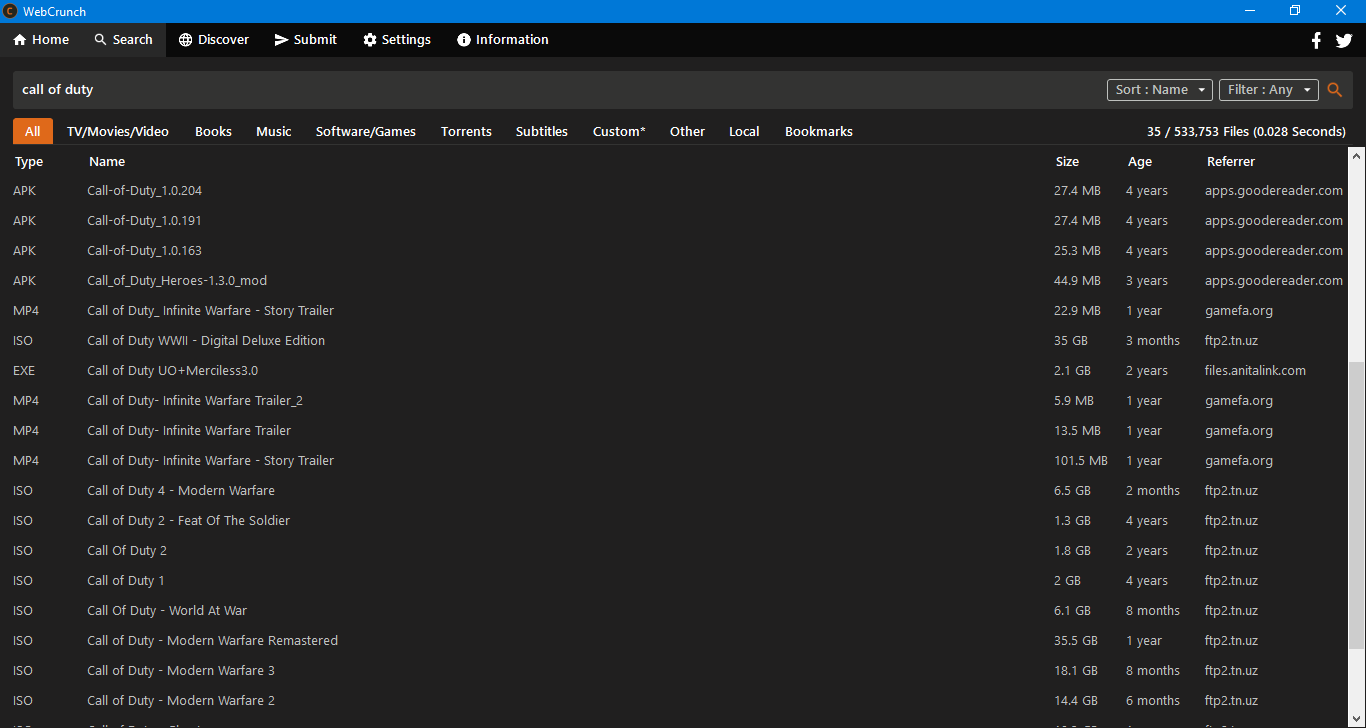 C WebCrunch
Home Search Discover Submit Settings Information
call of duty Sort : Name Filter : Any
All TV/Movies/Video Books Music Software/Games Torrents Subtitles Custom* Other Local Bookmarks 35 / 533,753 Files (0.028 Seconds)
Type Name Size Age Referrer
APK Call-of-Duty_1.0.204 27.4 MB 4 years apps.goodereader.com
APK Call-of-Duty_1.0.191 27.4 MB 4 years apps.goodereader.com
APK Call-of-Duty_1.0.163 25.3 MB 4 years apps.goodereader.com
APK Call_of_Duty_Heroes-1.3.0_mod 44.9 MB 3 years apps.goodereader.com
MP4 Call of Duty_ Infinite Warfare - Story Trailer 22.9 MB 1 year gamefa.org
ISO Call of Duty WWII - Digital Deluxe Edition 35 GB 3 months ftp2.tn.uz
EXE Call of Duty UO+Merciless3.0 2.1 GB 2 years files.anitalink.com
MP4 Call of Duty- Infinite Warfare Trailer_2 5.9 MB 1 year gamefa.org
MP4 Call of Duty- Infinite Warfare Trailer 13.5 MB 1 year gamefa.org
MP4 Call of Duty- Infinite Warfare - Story Trailer 101.5 MB 1 year gamefa.org
ISO Call of Duty 4 - Modern Warfare 6.5 GB 2 months ftp2.tn.uz
ISO Call of Duty 2 - Feat Of The Soldier 1.3 GB 4 years ftp2.tn.uz
ISO Call Of Duty 2 1.8 GB 2 years ftp2.tn.uz
ISO Call of Duty 1 2 GB 4 years ftp2.tn.uz
ISO Call Of Duty - World At War 6.1 GB 8 months ftp2.tn.uz
ISO Call of Duty - Modern Warfare Remastered 35.5 GB 1 year ftp2.tn.uz
ISO Call of Duty - Modern Warfare 3 18.1 GB 8 months ftp2.tn.uz
ISO Call of Duty - Modern Warfare 2 14.4 GB 6 months ftp2.tn.uz